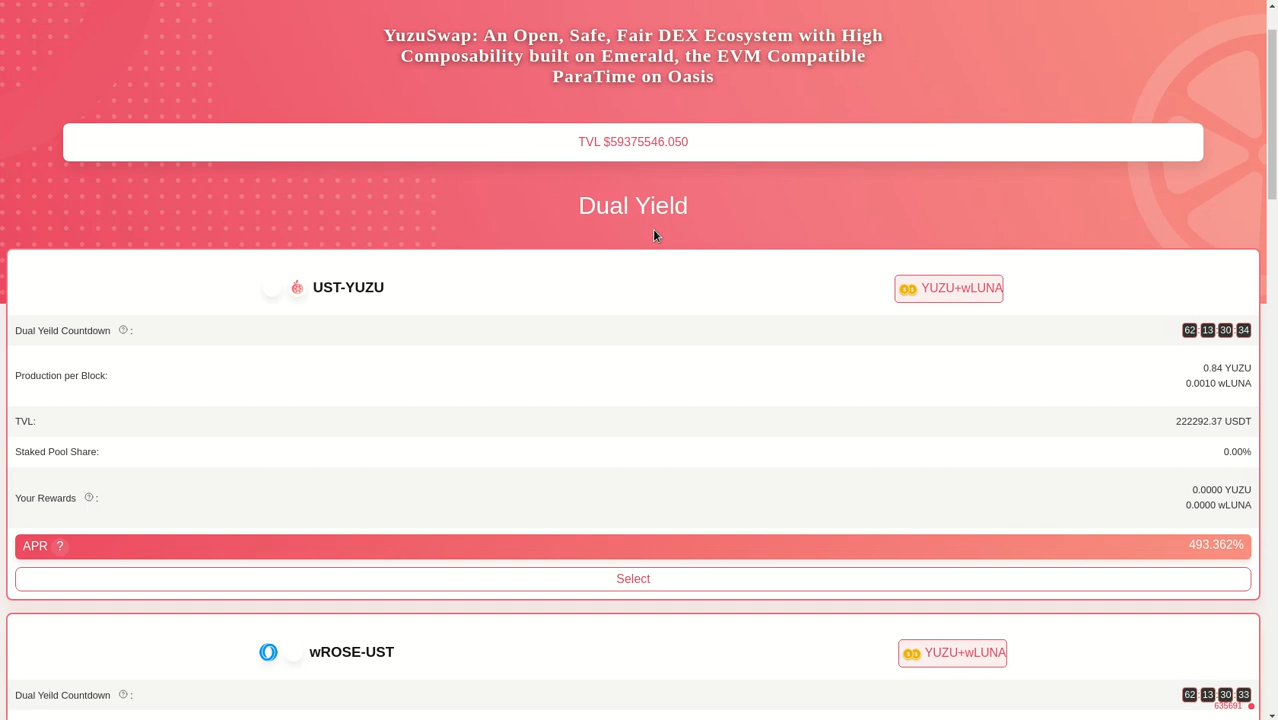 YuzuSwap: An Open, Safe, Fair DEX Ecosystem with High
Composability built on Emerald, the EVM Compatible
ParaTime on Oasis
TVL $59375546.050
Dual Yield
UST-YUZU
YUZU+wLUNA
Dual Yeild Countdown ? :
62:13:30:34
Production per Block:
0.84 YUZU
0.0010 wLUNA
TVL:
222292.37 USDT
Staked Pool Share:
0.00%
Your Rewards ? :
0.0000 YUZU
0.0000 wLUNA
APR ?
493.362%
Select
wROSE-UST
YUZU+wLUNA
Dual Yeild Countdown ? :
62:13:30:33
635691